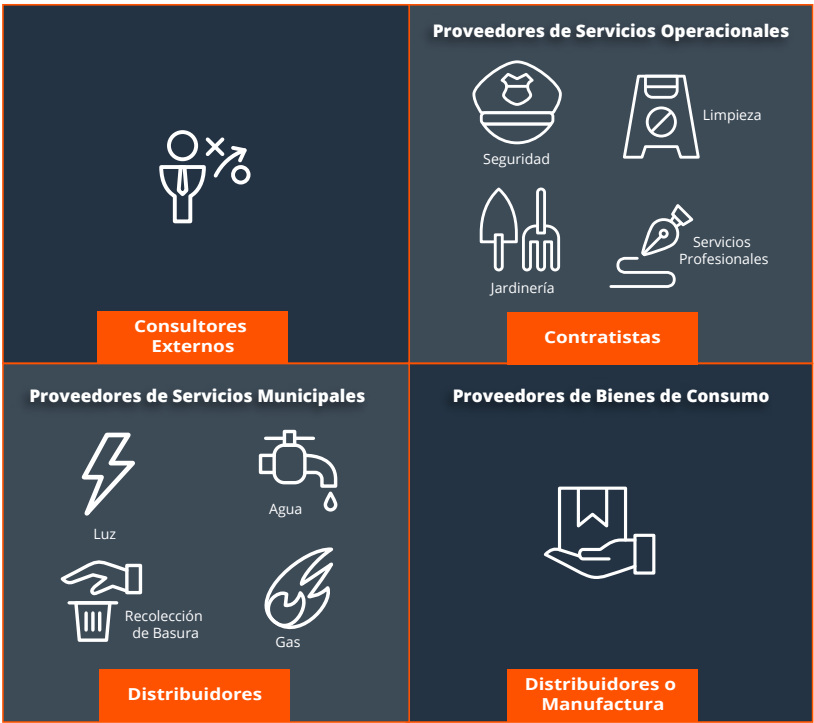 Consultores
Externos
Proveedores de Servicios Operacionales
Seguridad
Limpieza
Jardinería
Servicios
Profesionales
Contratistas
Proveedores de Servicios Municipales
Luz
Agua
Recolección
de Basura
Gas
Distribuidores
Proveedores de Bienes de Consumo
Distribuidores o
Manufactura